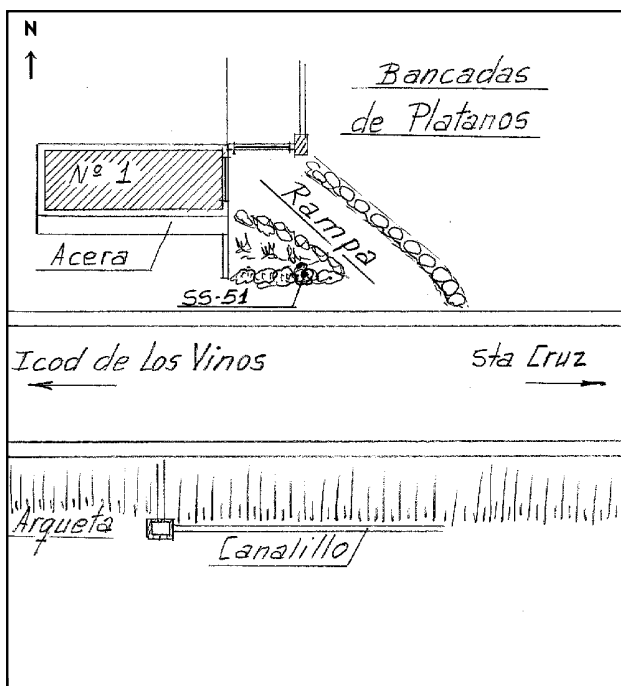 N
Bancadas
de Platanos
Nº 1
Rampa
Acera
SS-51
Icod de Los Vinos
Sta Cruz
Arqueta
Canalillo